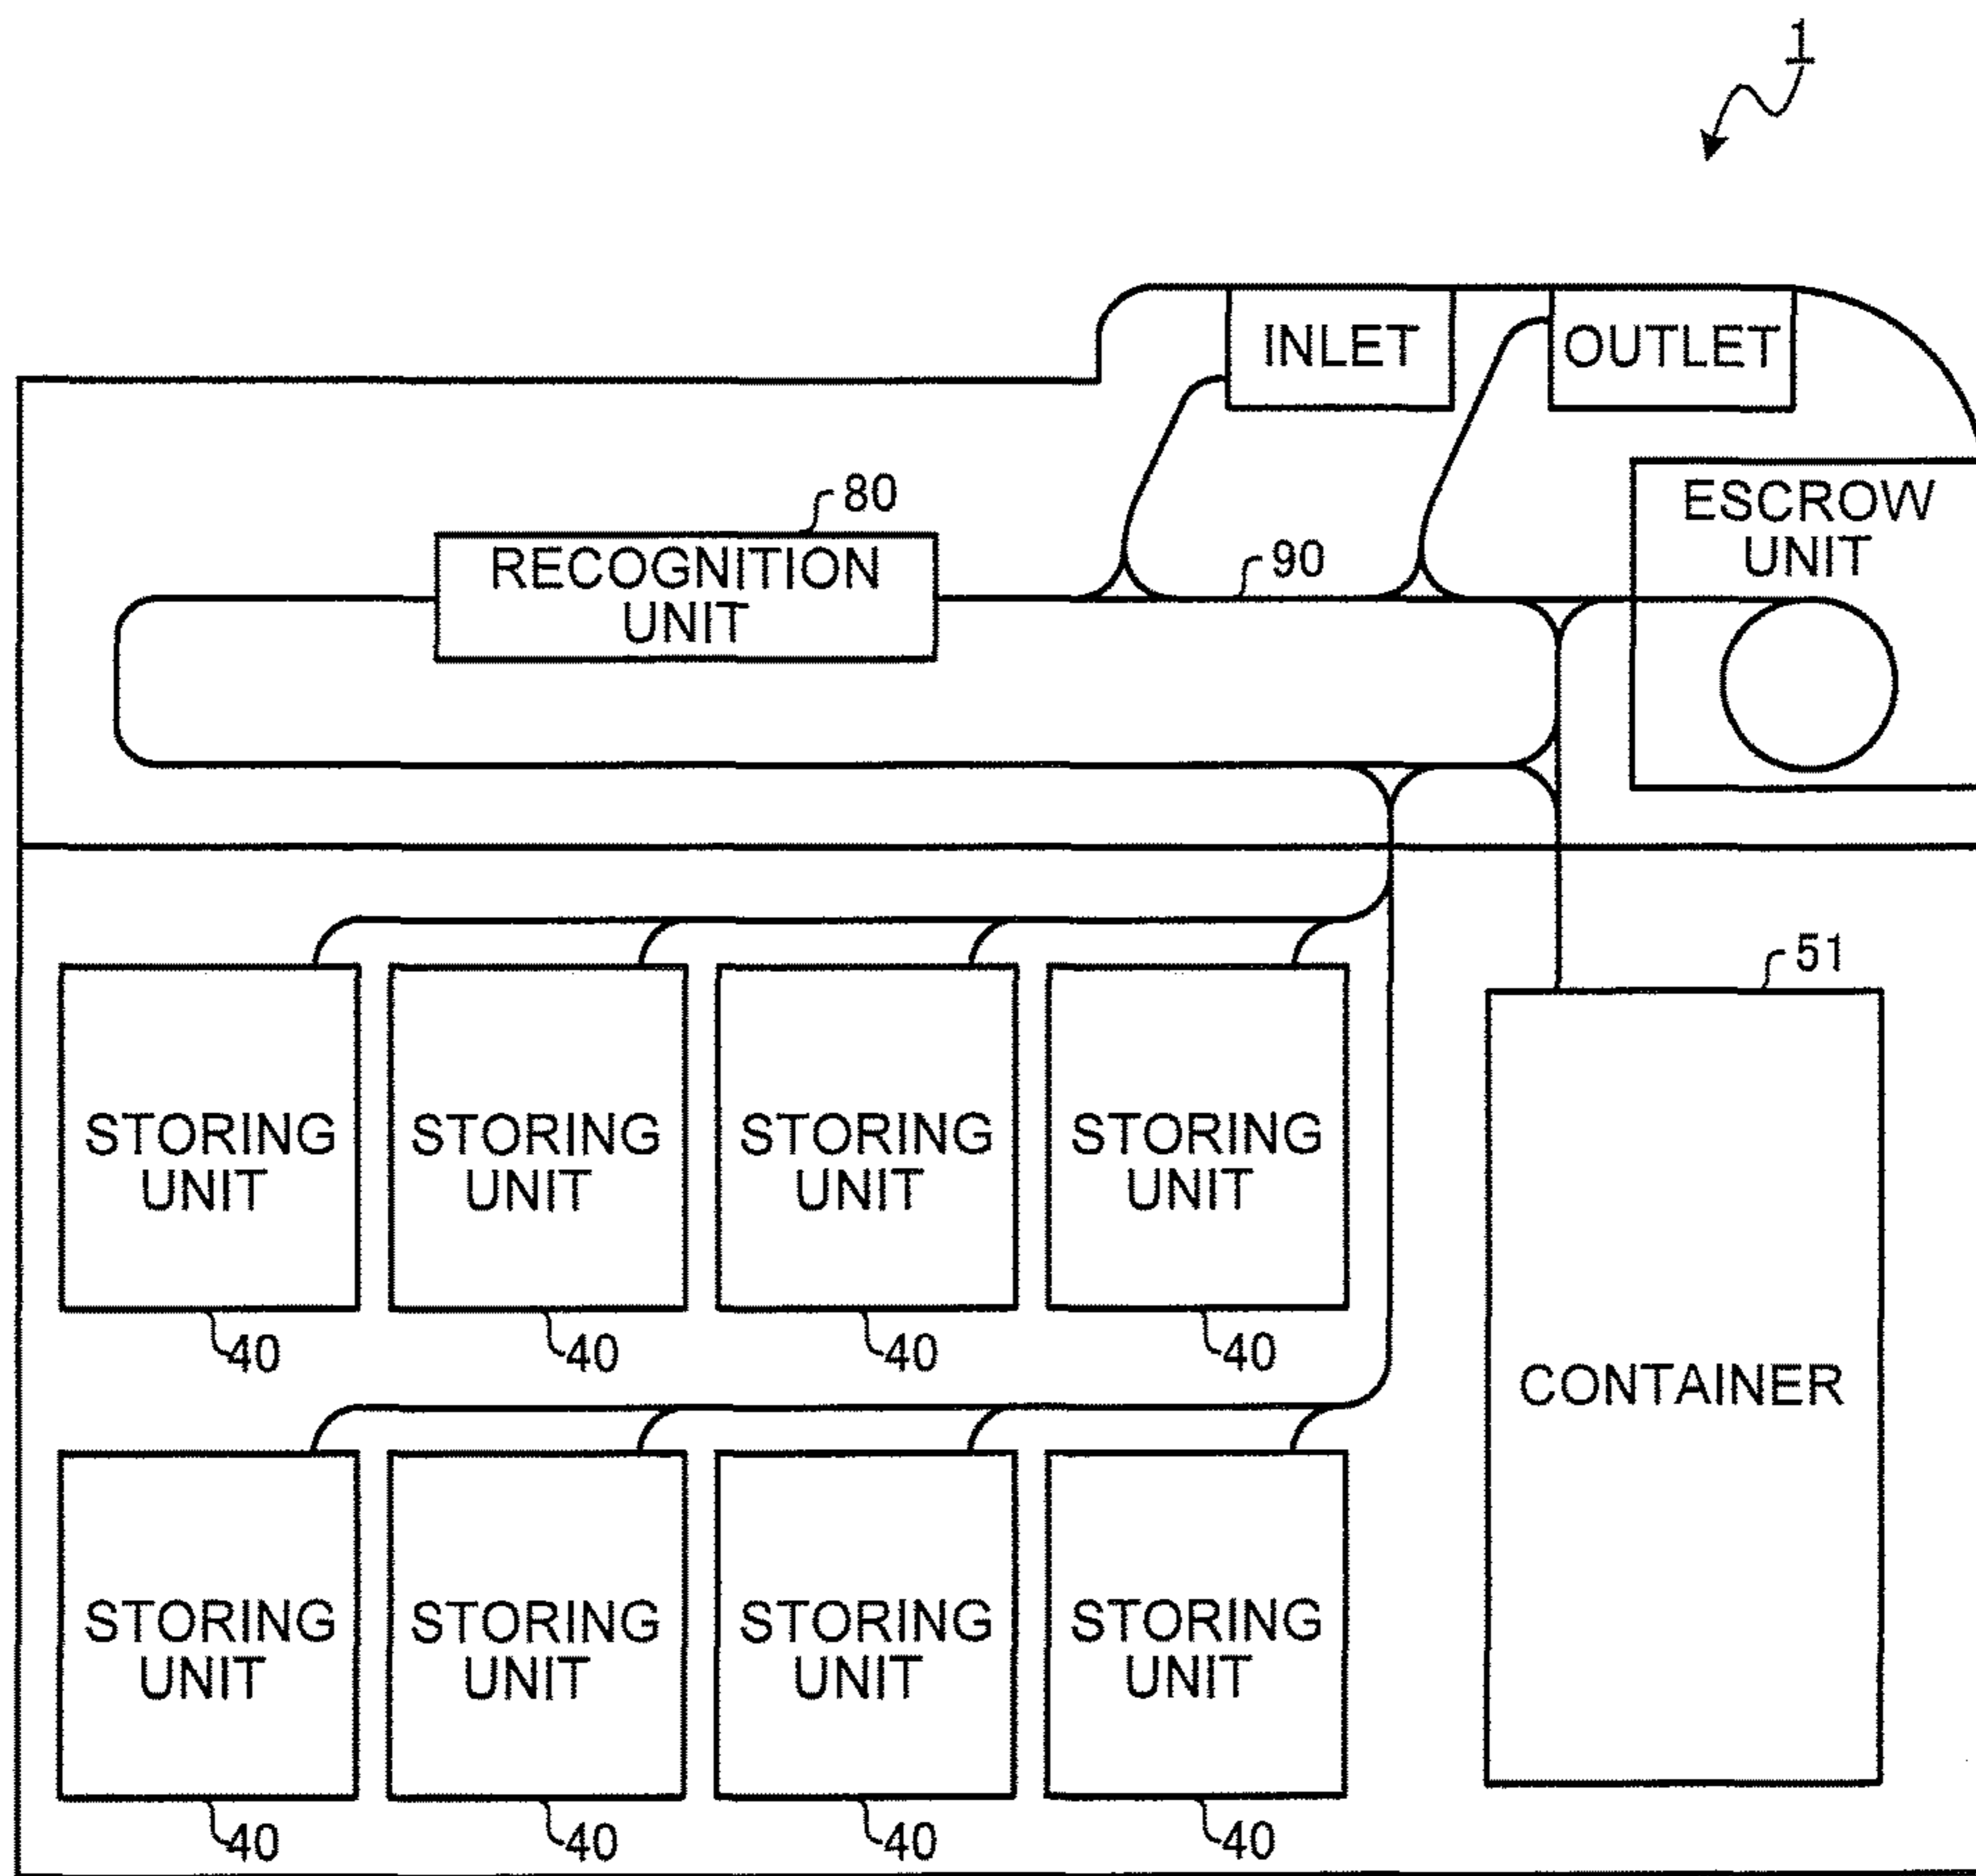 1
INLET
OUTLET
80
ESCROW
UNIT
RECOGNITION
UNIT
90
51
STORING
UNIT
STORING
UNIT
STORING
UNIT
STORING
UNIT
40
40
40
40
CONTAINER
STORING
UNIT
STORING
UNIT
STORING
UNIT
STORING
UNIT
40
40
40
40